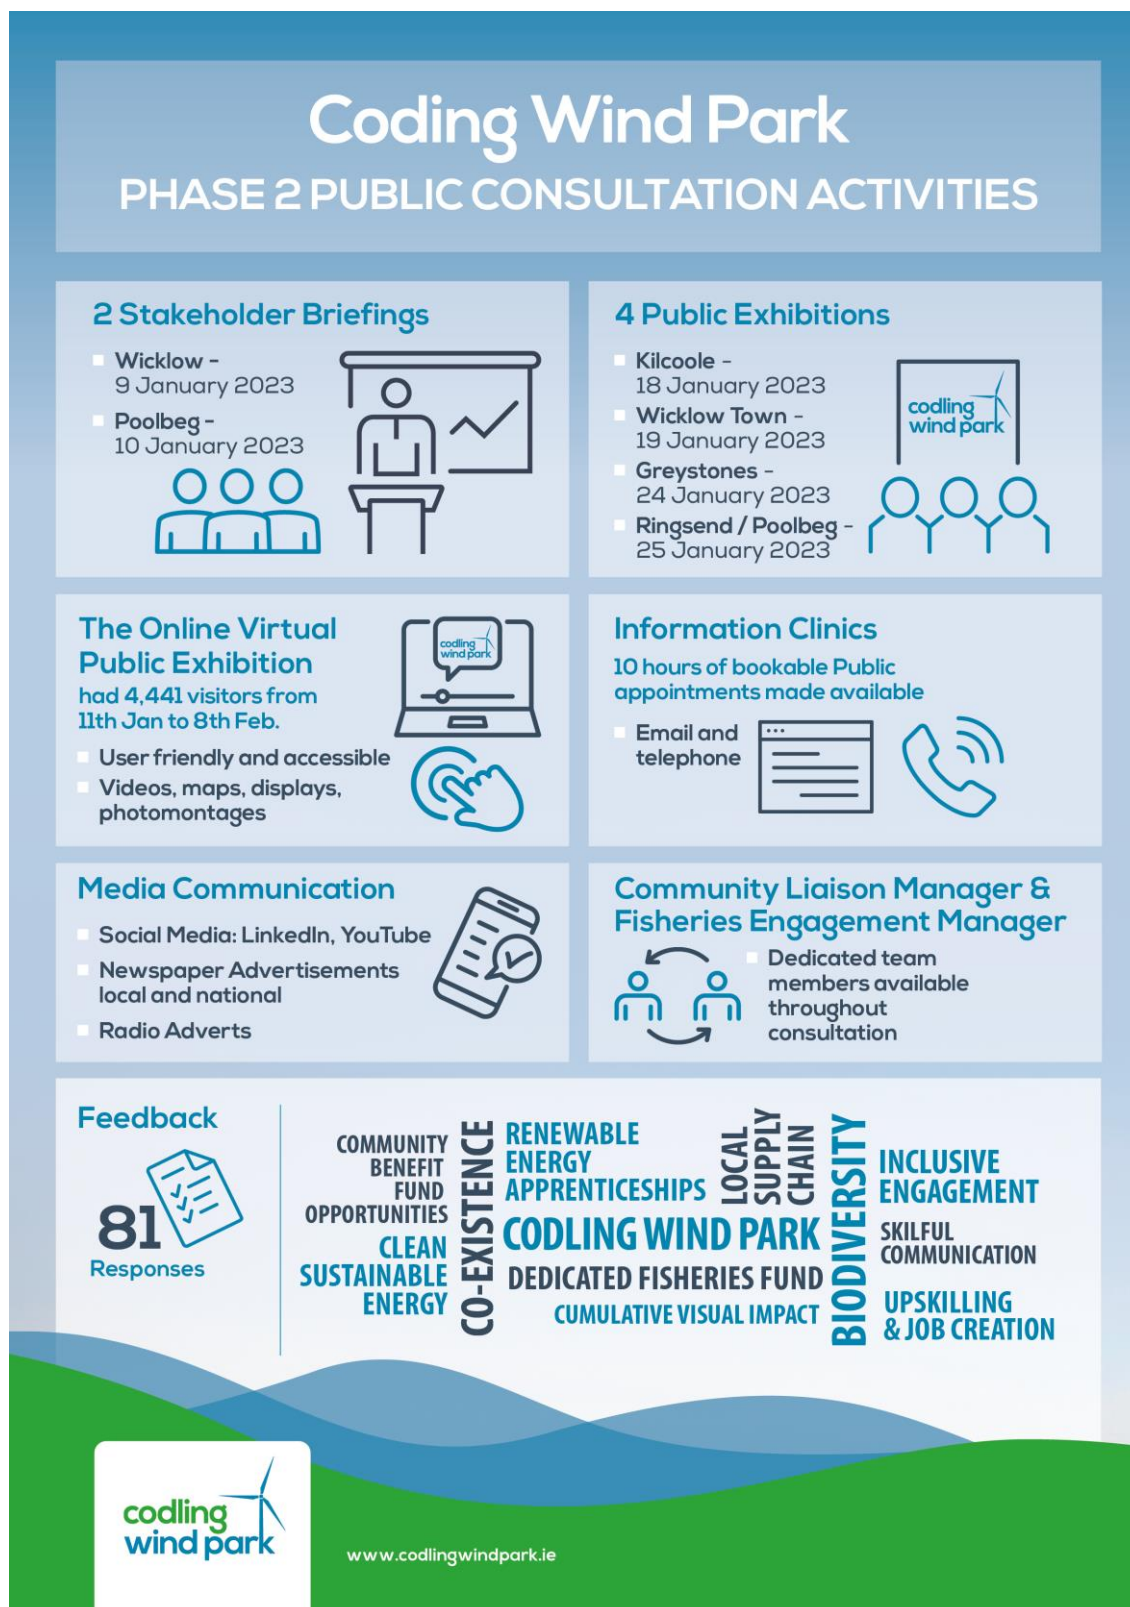 Coding Wind Park
PHASE 2 PUBLIC CONSULTATION ACTIVITIES
2 Stakeholder Briefings
Wicklow -
9 January 2023
Poolbeg -
10 January 2023
4 Public Exhibitions
Kilcoole -
18 January 2023
Wicklow Town -
19 January 2023
Greystones -
24 January 2023
Ringsend / Poolbeg -
25 January 2023
codling
wind park
The Online Virtual
Public Exhibition
had 4,441 visitors from
11th Jan to 8th Feb.
User friendly and accessible
Videos, maps, displays,
photomontages
codling
wind park
Information Clinics
10 hours of bookable Public
appointments made available
Email and
telephone
Media Communication
Social Media: LinkedIn, YouTube
Newspaper Advertisements
local and national
Radio Adverts
Community Liaison Manager &
Fisheries Engagement Manager
Dedicated team
members available
throughout
consultation
Feedback
81
Responses
COMMUNITY
BENEFIT
FUND
OPPORTUNITIES
CLEAN
SUSTAINABLE
ENERGY
CO-EXISTENCE
RENEWABLE
ENERGY
APPRENTICESHIPS
LOCAL
SUPPLY
CHAIN
CODLING WIND PARK
DEDICATED FISHERIES FUND
CUMULATIVE VISUAL IMPACT
BIODIVERSITY
INCLUSIVE
ENGAGEMENT
SKILFUL
COMMUNICATION
UPSKILLING
& JOB CREATION
codling
wind park
www.codlingwindpark.ie